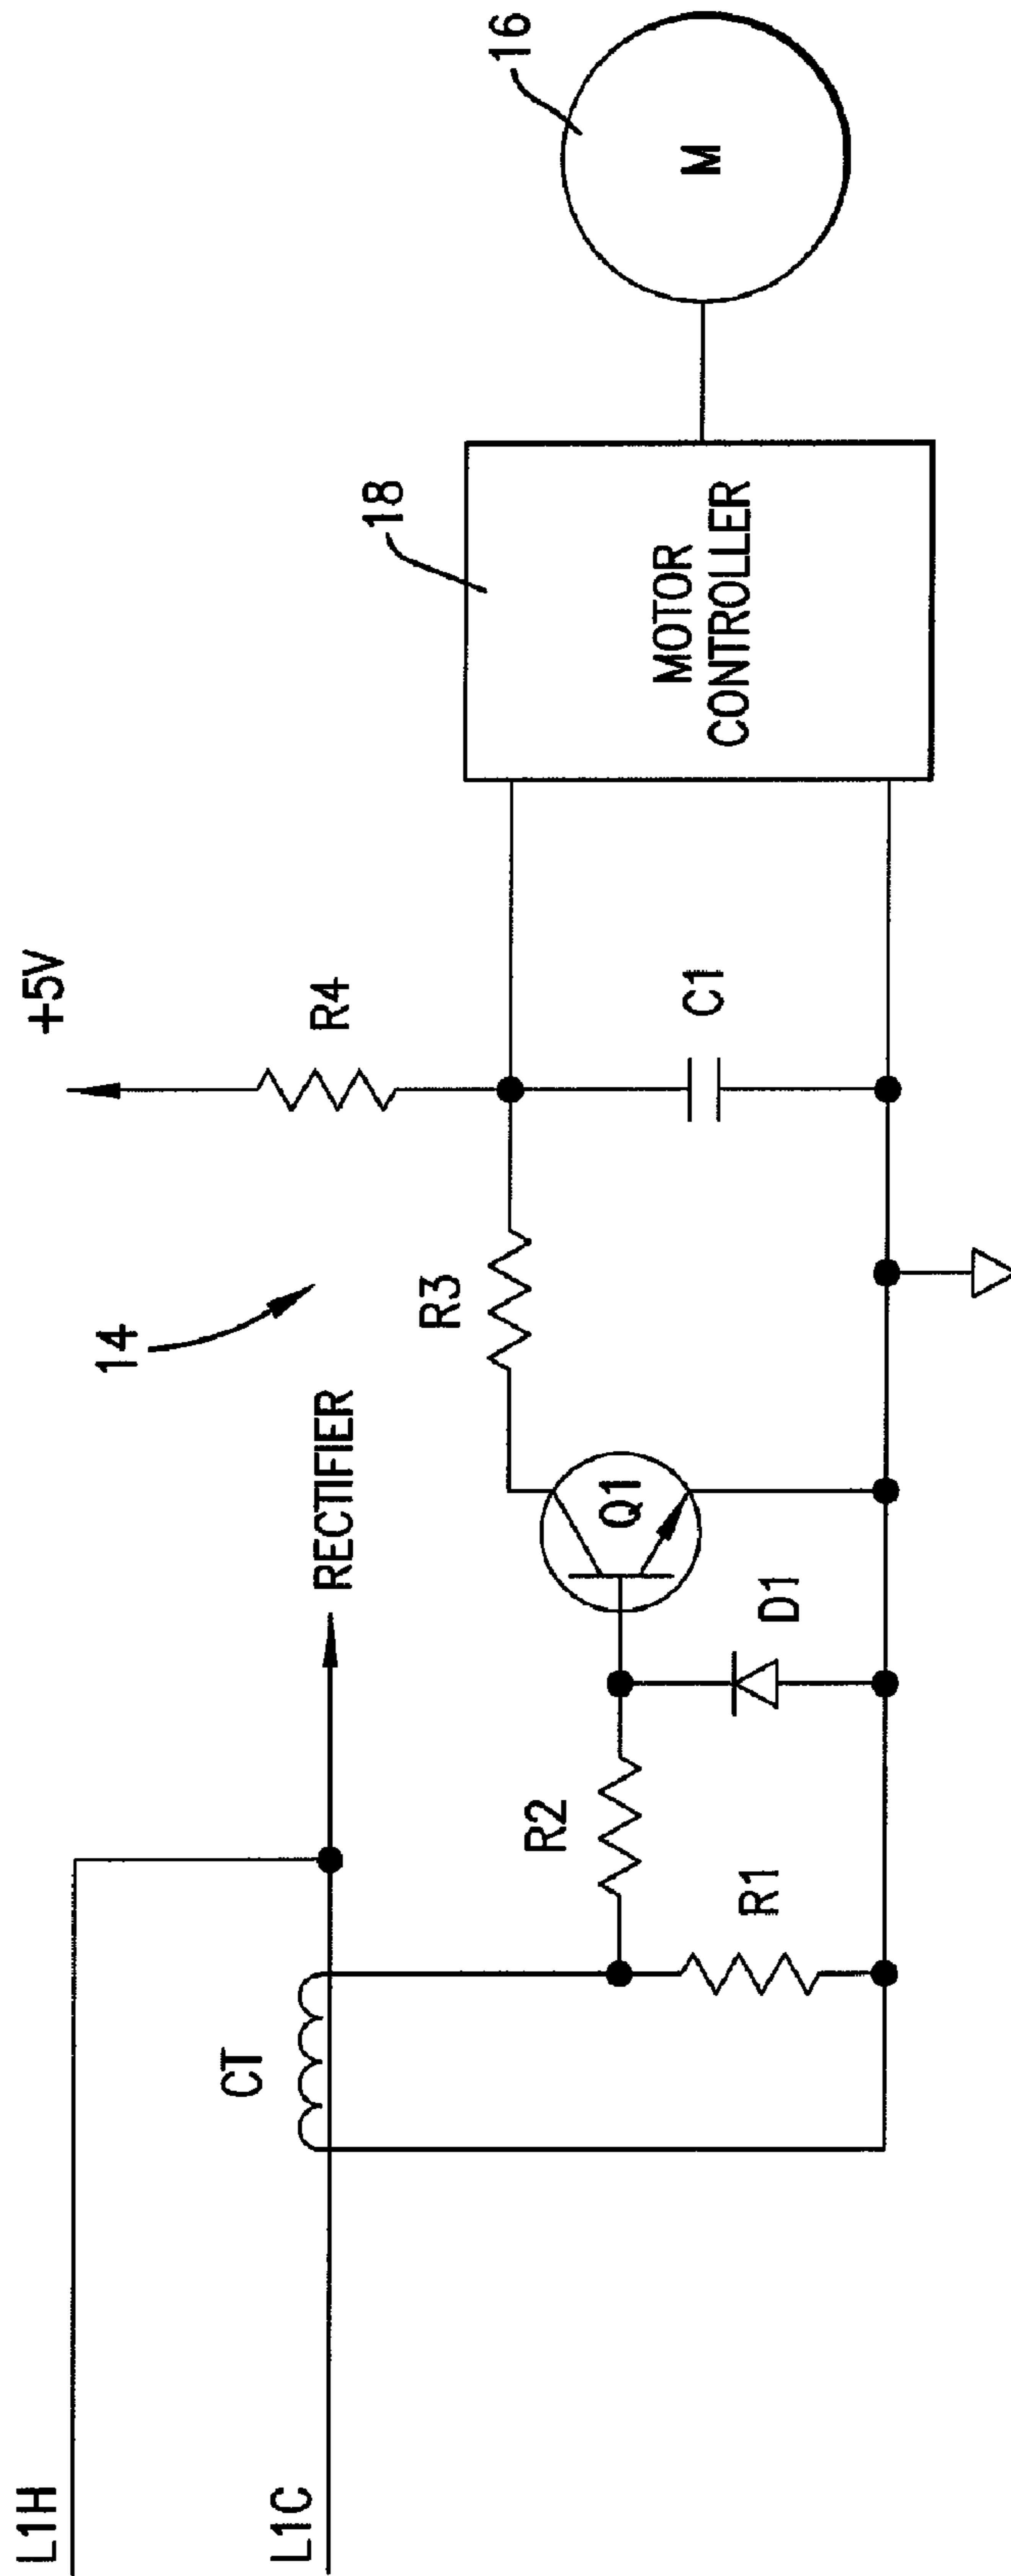 L1H
L1C
CT
RECTIFIER
14
+5V
R4
R3
R2
R1
D1
Q1
C1
18
MOTOR
CONTROLLER
16
M